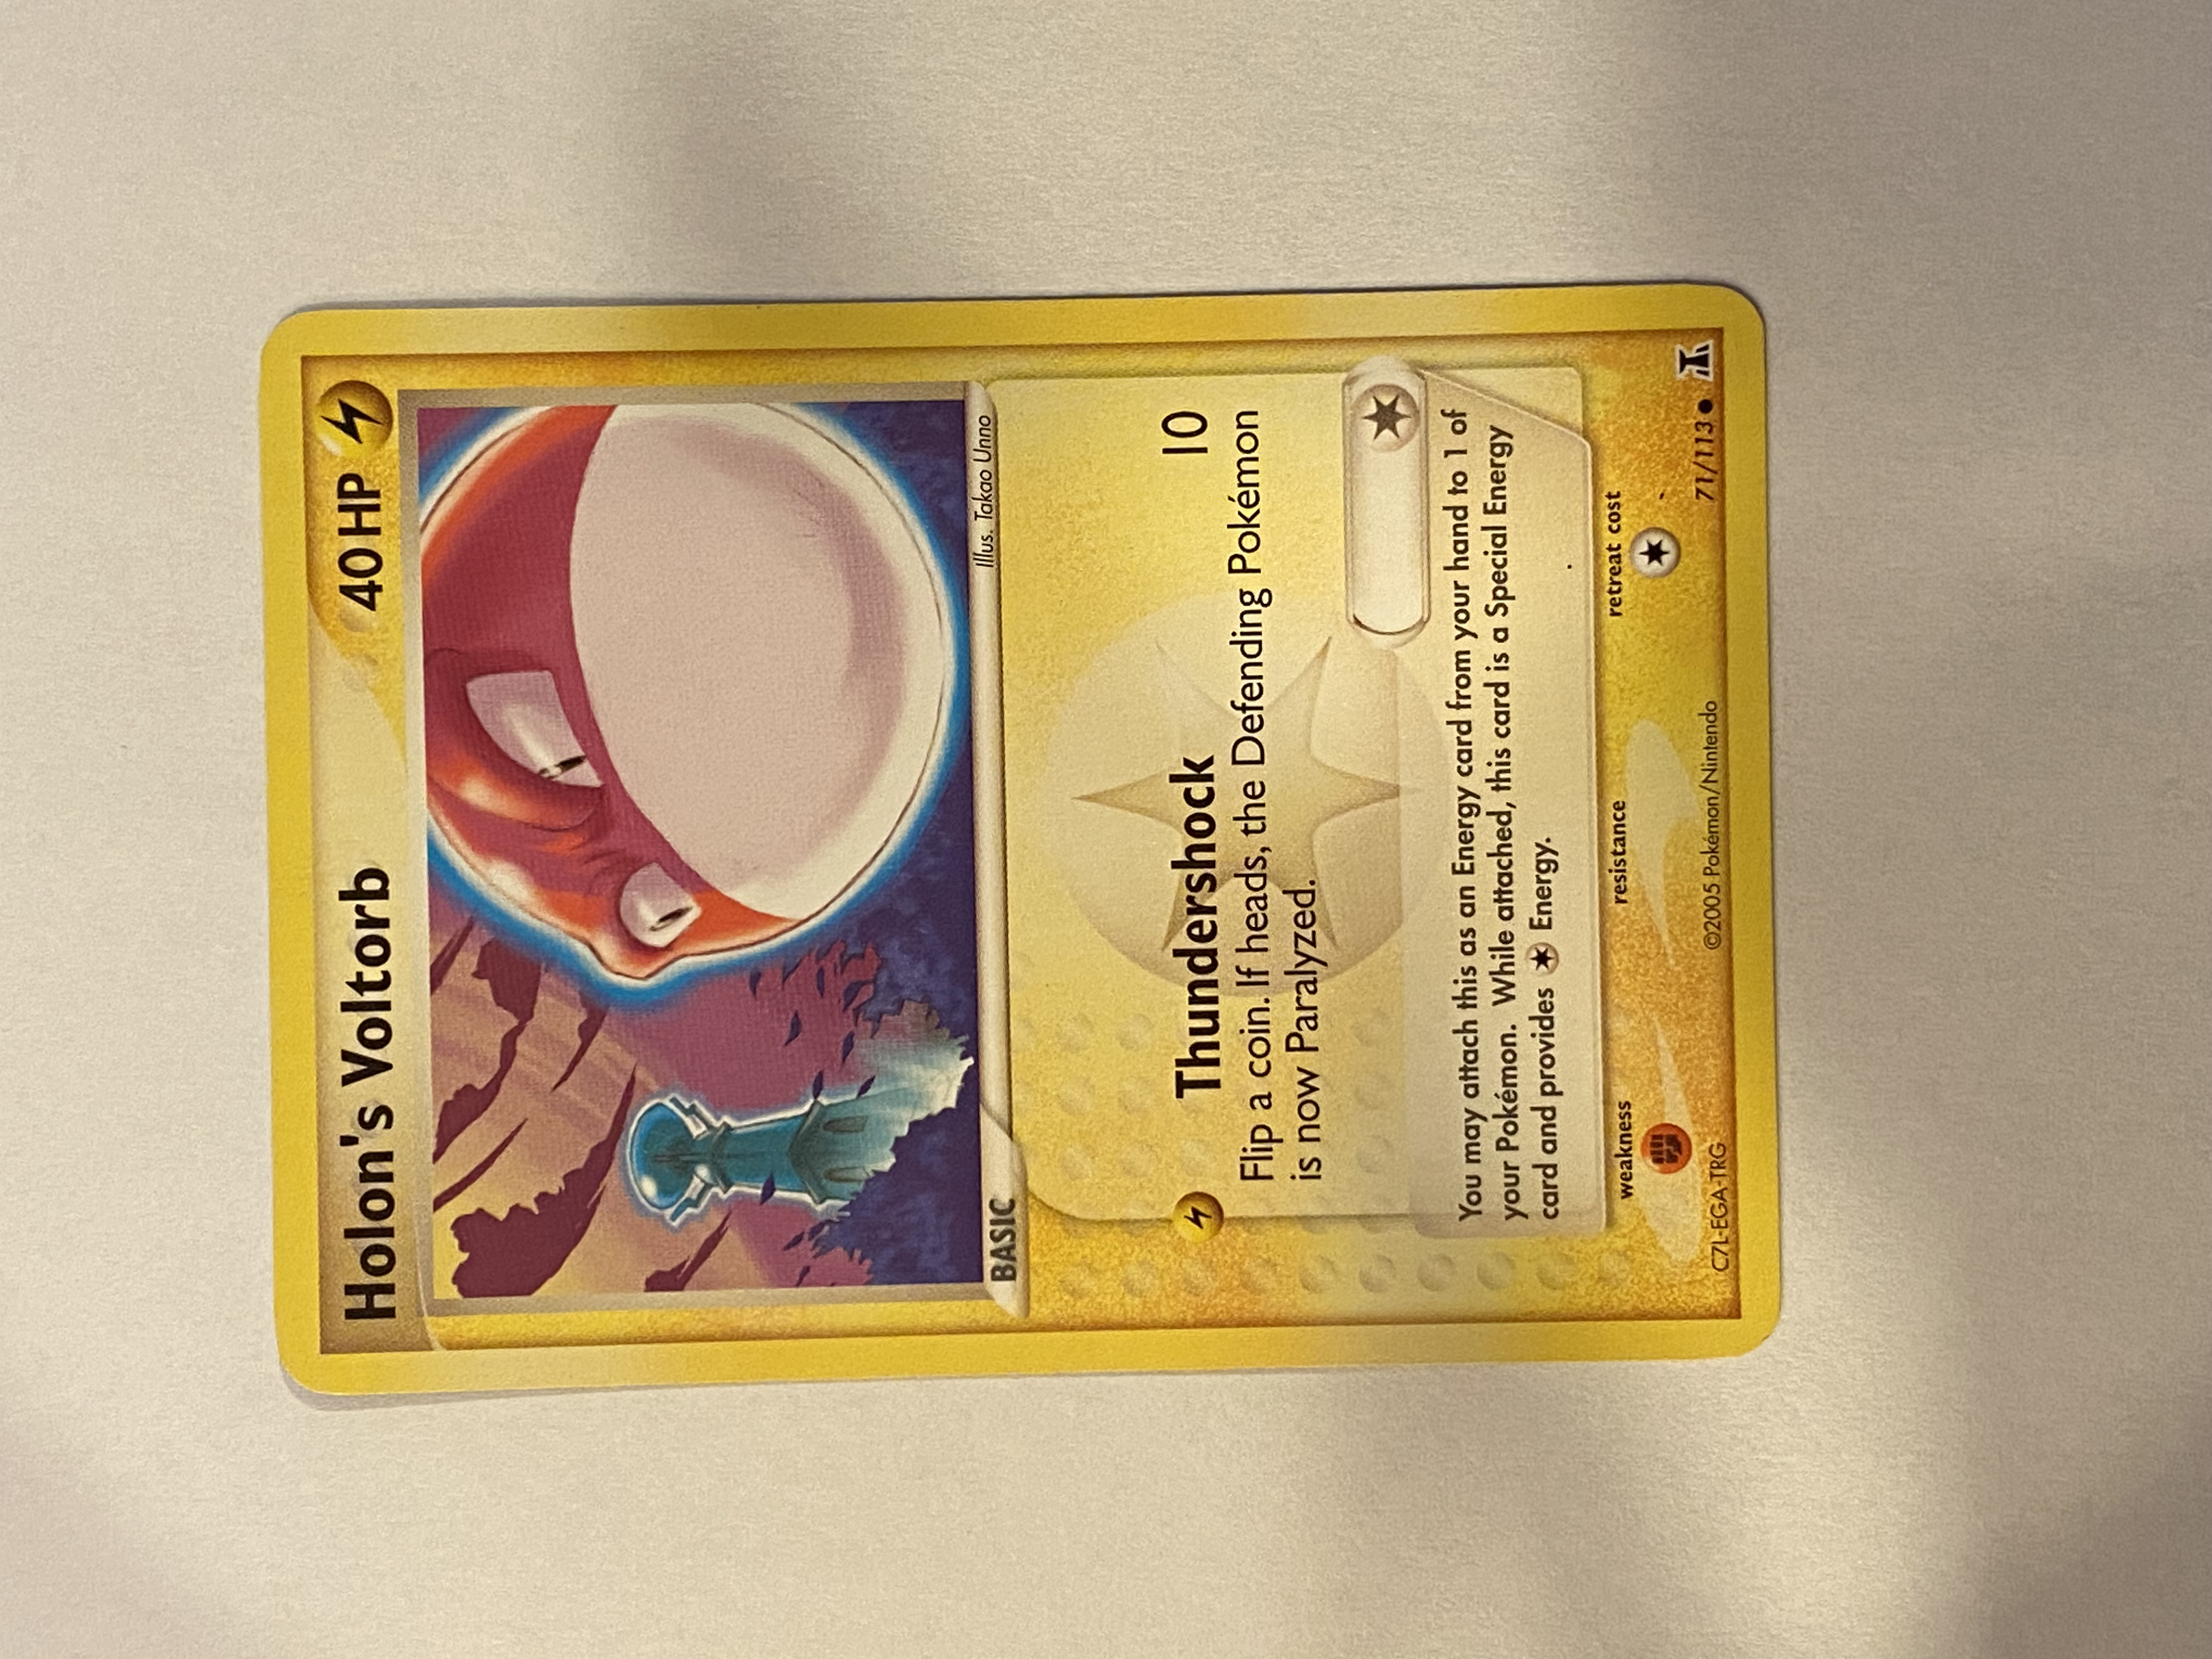 Holon's Voltorb 40 HP
BASIC
Illus. Takao Unno
Thundershock 10
Flip a coin. If heads, the Defending Pokémon
is now Paralyzed.
You may attach this as an Energy card from your hand to 1 of
your Pokémon. While attached, this card is a Special Energy
card and provides Energy.
weakness resistance retreat cost
C7L-EGA-TRG ©2005 Pokémon/Nintendo 71/113